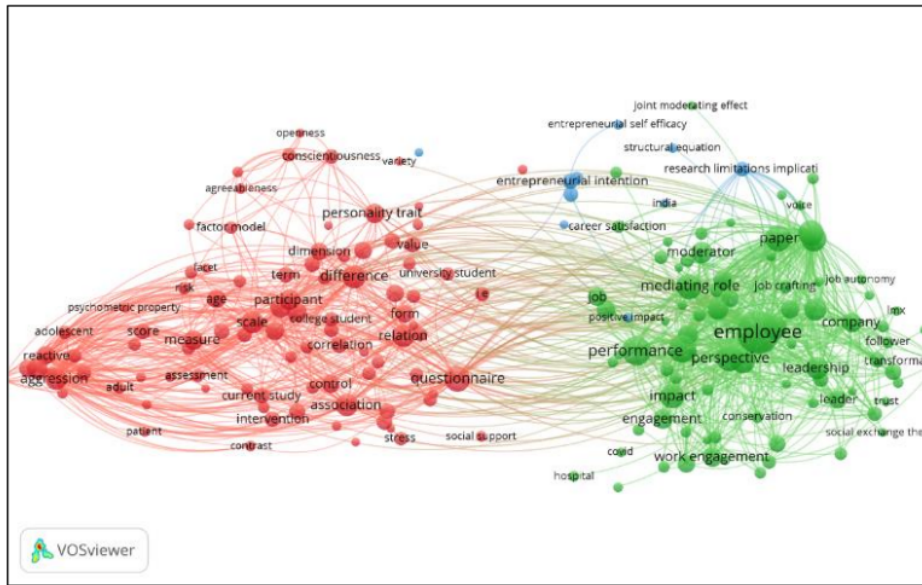 joint moderating effect
entrepreneurial self efficacy
openness
structural equation
conscientiousness
variety
research limitations implicati
agreeableness
entrepreneurial intention
india
voice
personality trait
factor model
career satisfaction
paper
dimension
value
moderator
facet
term
difference
university student
risk
mediating role
job crafting
job autonomy
age
participant
job
psychometric property
form
lmx
adolescent
score
scale
college student
positive impact
company
measure
correlation
relation
employee
follower
reactive
performance
perspective
transforma
aggression
adult
assessment
control
questionnaire
leadership
current study
impact
leader
trust
association
intervention
engagement
conservation
patient
stress
social support
social exchange the
contrast
covid
work engagement
hospital
VOSviewer